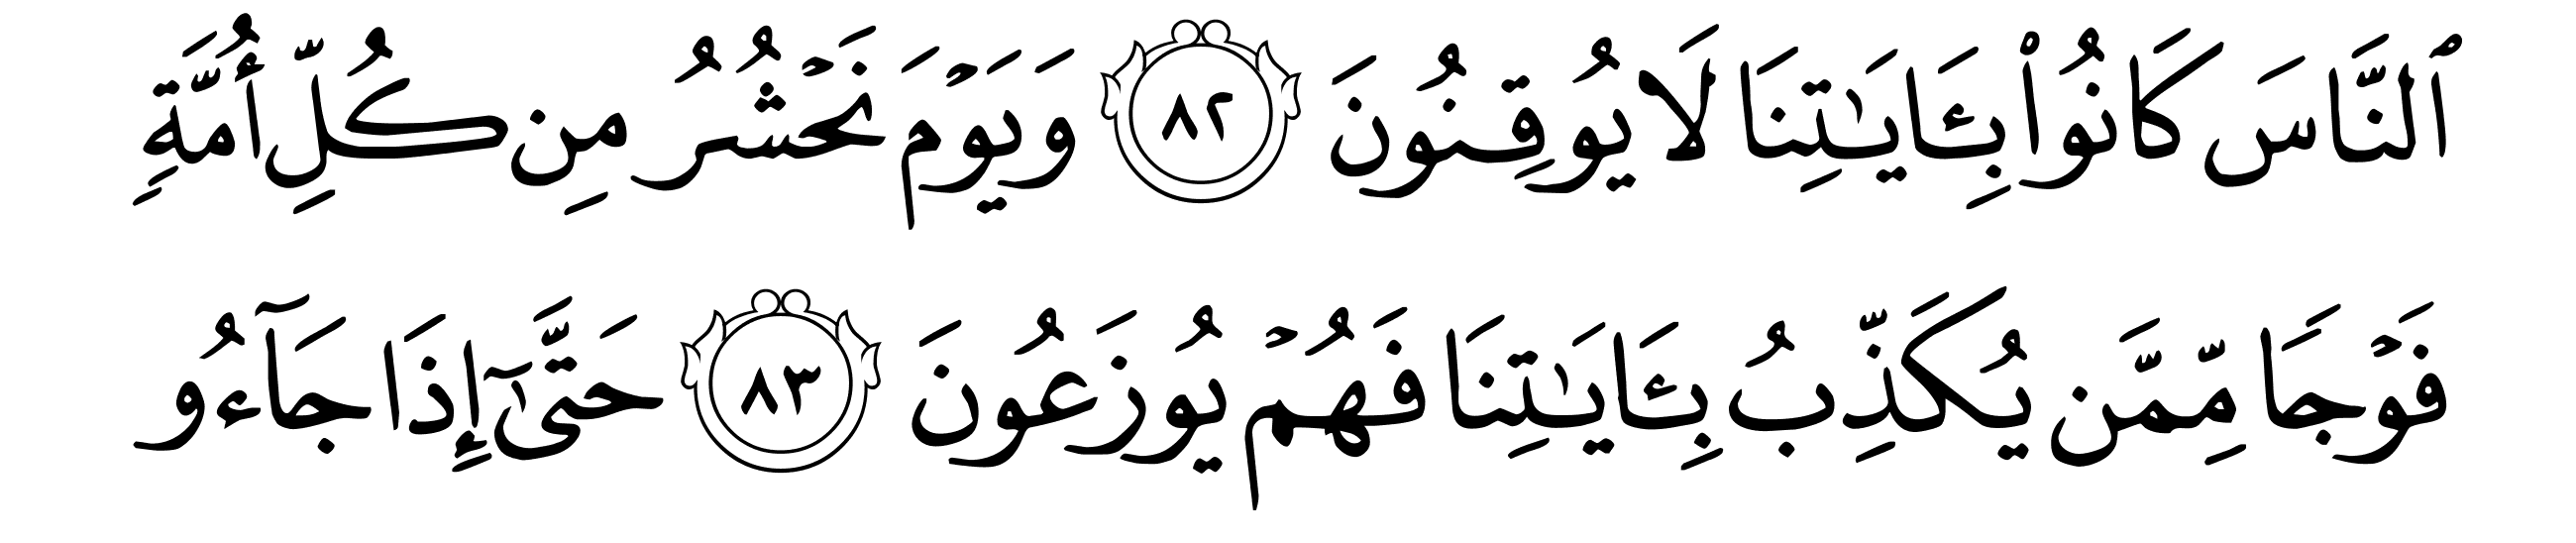 ٱلنَّاسَ كَانُوا۟ بِـَٔايَـٰتِنَا لَا يُوقِنُونَ ٨٢ وَيَوْمَ نَحْشُرُ مِن كُلِّ أُمَّةٍ
فَوْجًا مِّمَّن يُكَذِّبُ بِـَٔايَـٰتِنَا فَهُمْ يُوزَعُونَ ٨٣ حَتَّىٰٓ إِذَا جَآءُو